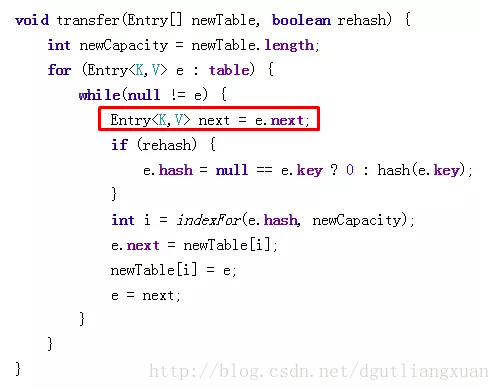 void transfer(Entry[] newTable, boolean rehash) {
    int newCapacity = newTable.length;
    for (Entry<K,V> e : table) {
        while(null != e) {
            Entry<K,V> next = e.next;
            if (rehash) {
                e.hash = null == e.key ? 0 : hash(e.key);
            }
            int i = indexFor(e.hash, newCapacity);
            e.next = newTable[i];
            newTable[i] = e;
            e = next;
        }
    }
}
http://blog.csdn.net/dgutliangxuan